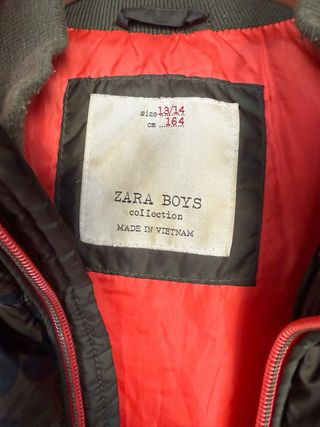 size 13/14
cm 164
ZARA BOYS
collection
MADE IN VIETNAM